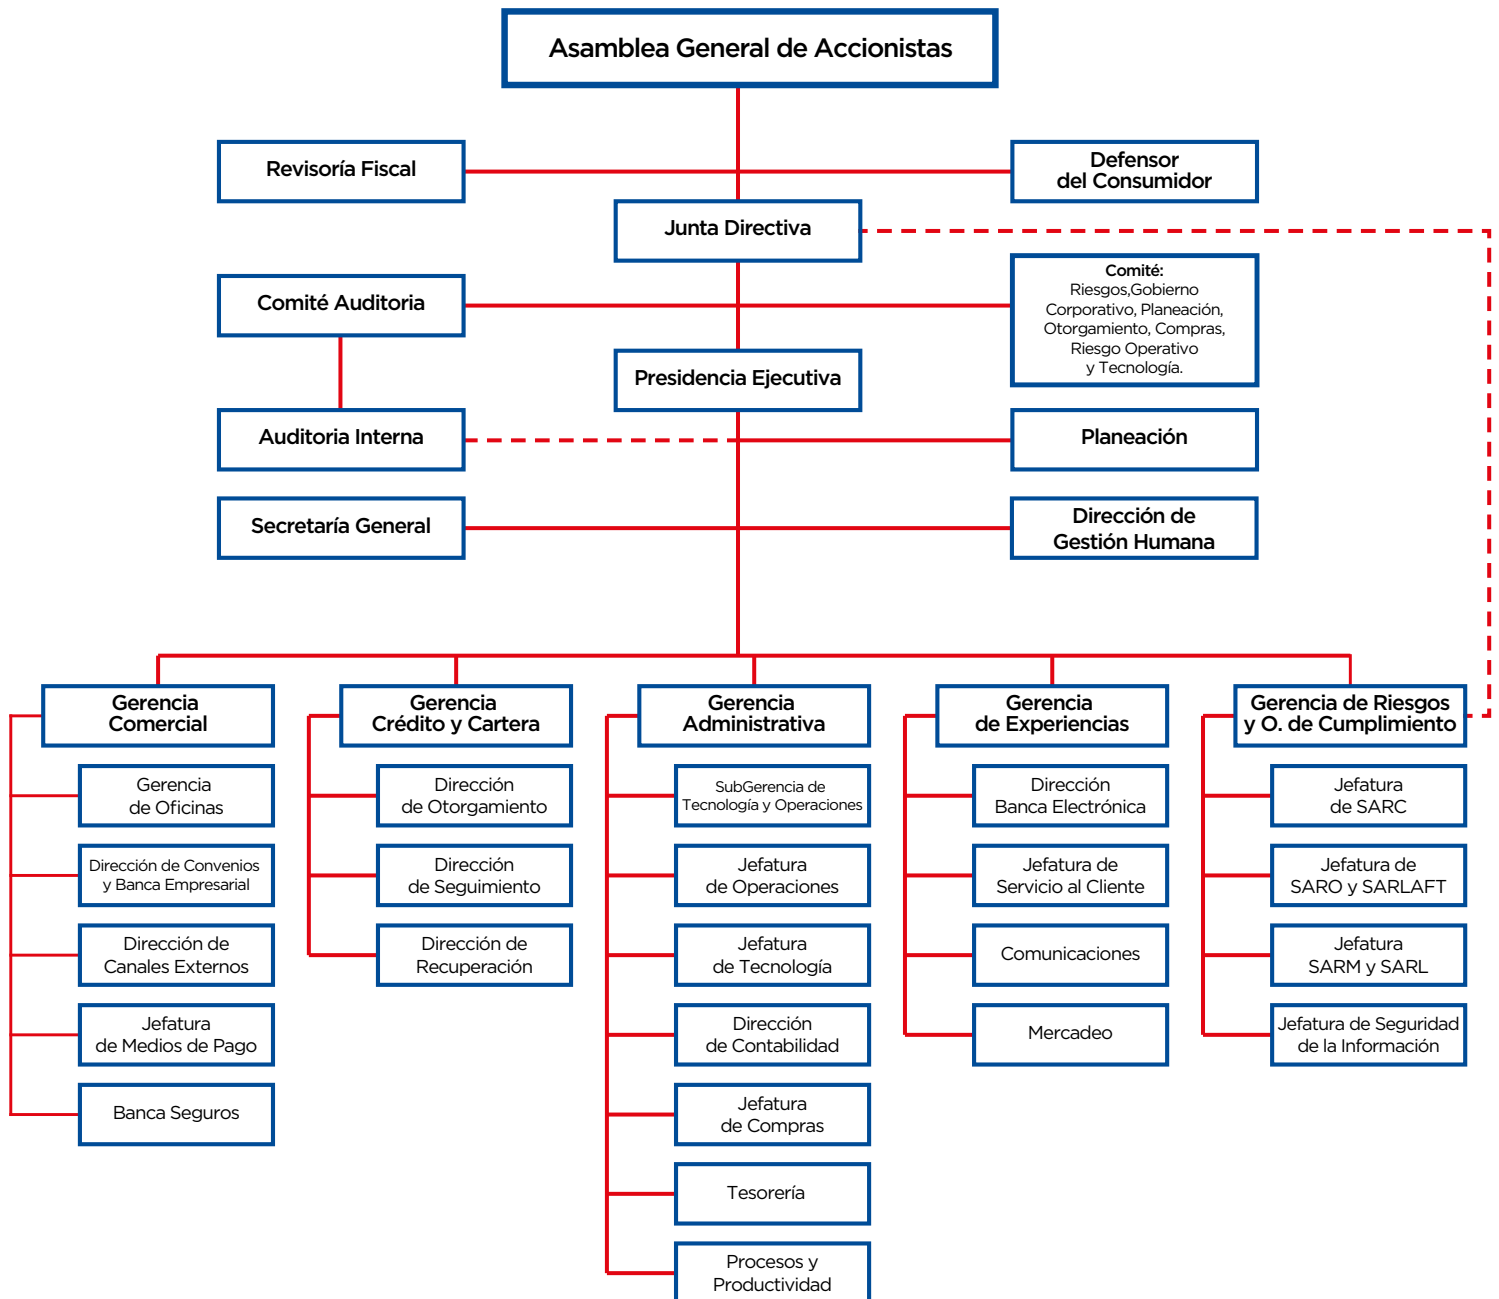 Asamblea General de Accionistas
Revisoría Fiscal
Defensor
del Consumidor
Junta Directiva
Comité Auditoria
Comité:
Riesgos,Gobierno
Corporativo, Planeación,
Otorgamiento, Compras,
Riesgo Operativo
y Tecnología.
Presidencia Ejecutiva
Auditoria Interna
Planeación
Secretaría General
Dirección de
Gestión Humana
Gerencia
Comercial
Gerencia
de Oficinas
Dirección de Convenios
y Banca Empresarial
Dirección de
Canales Externos
Jefatura
de Medios de Pago
Banca Seguros
Gerencia
Crédito y Cartera
Dirección
de Otorgamiento
Dirección
de Seguimiento
Dirección de
Recuperación
Gerencia
Administrativa
SubGerencia de
Tecnología y Operaciones
Jefatura
de Operaciones
Jefatura
de Tecnología
Dirección
de Contabilidad
Jefatura
de Compras
Tesorería
Procesos y
Productividad
Gerencia
de Experiencias
Dirección
Banca Electrónica
Jefatura de
Servicio al Cliente
Comunicaciones
Mercadeo
Gerencia de Riesgos
y O. de Cumplimiento
Jefatura
de SARC
Jefatura de
SARO y SARLAFT
Jefatura
SARM y SARL
Jefatura de Seguridad
de la Información